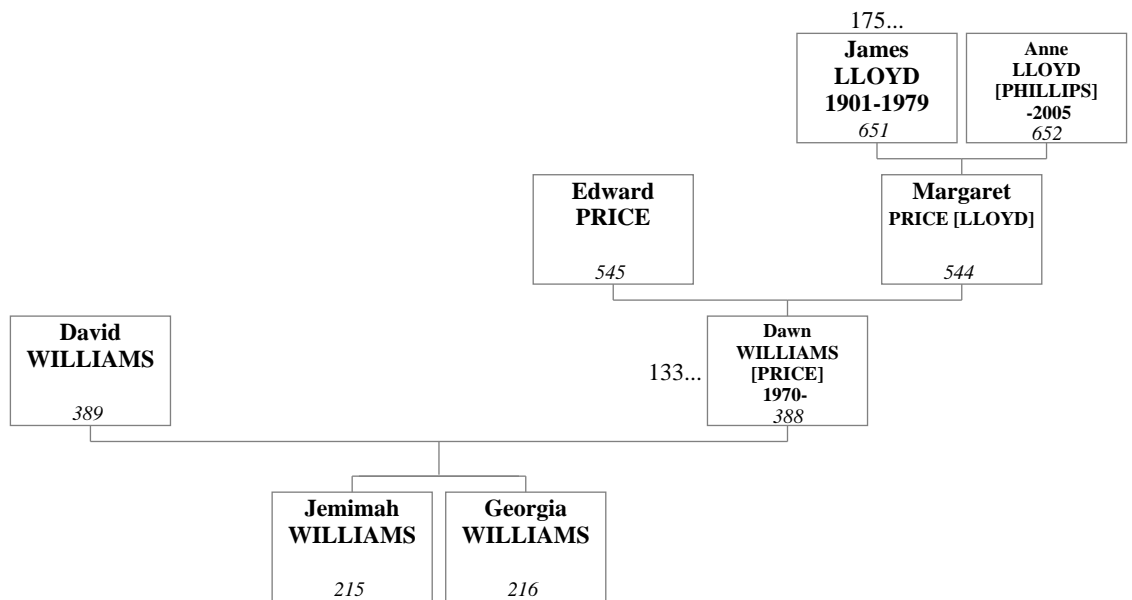 175...
James
LLOYD
1901-1979
651
Anne
LLOYD
[PHILLIPS]
-2005
652
Edward
PRICE
545
Margaret
PRICE [LLOYD]
544
David
WILLIAMS
389
133...
Dawn
WILLIAMS
[PRICE]
1970-
388
Jemimah
WILLIAMS
215
Georgia
WILLIAMS
216